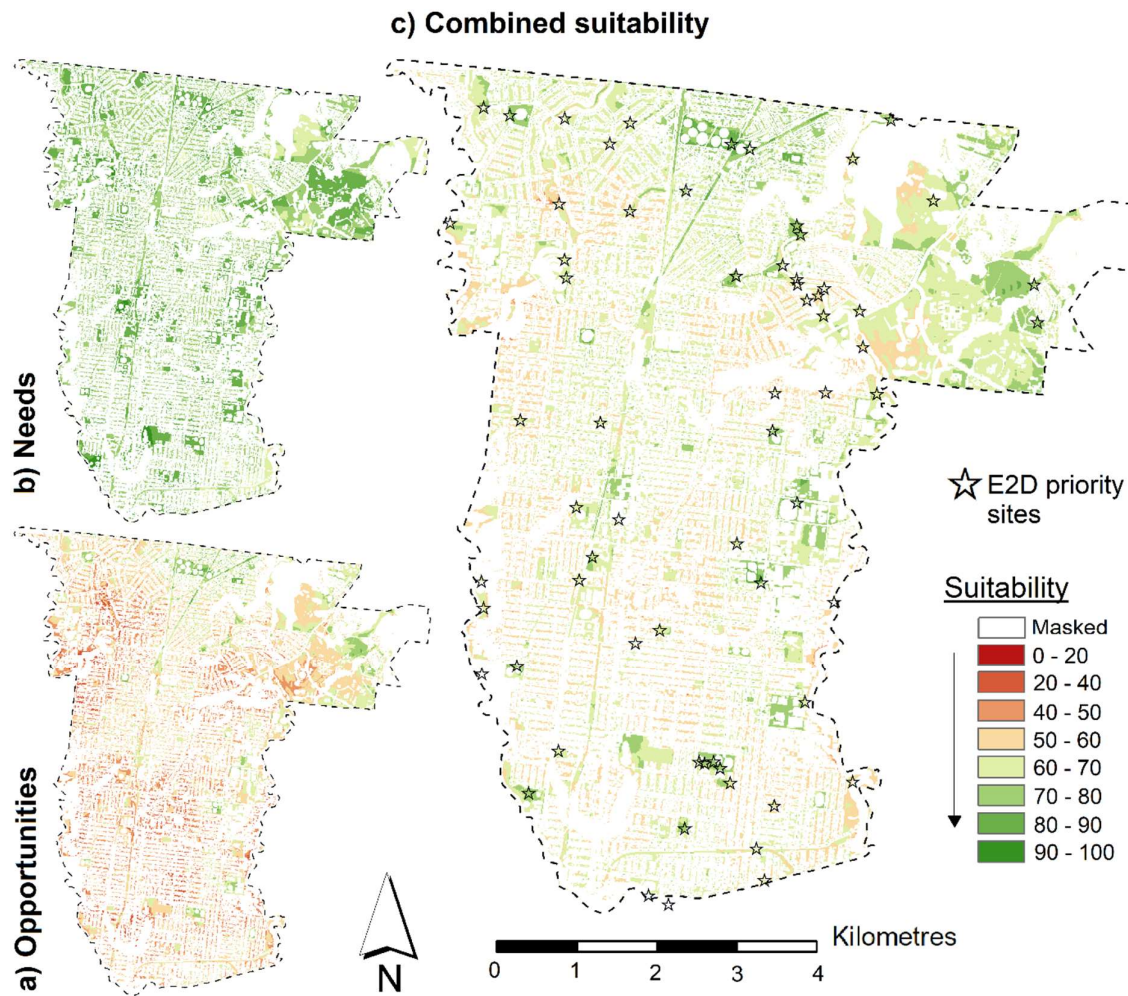 c) Combined suitability
b) Needs
a) Opportunities
E2D priority
sites
Suitability
Masked
0 - 20
20 - 40
40 - 50
50 - 60
60 - 70
70 - 80
80 - 90
90 - 100
N
Kilometres
0 1 2 3 4